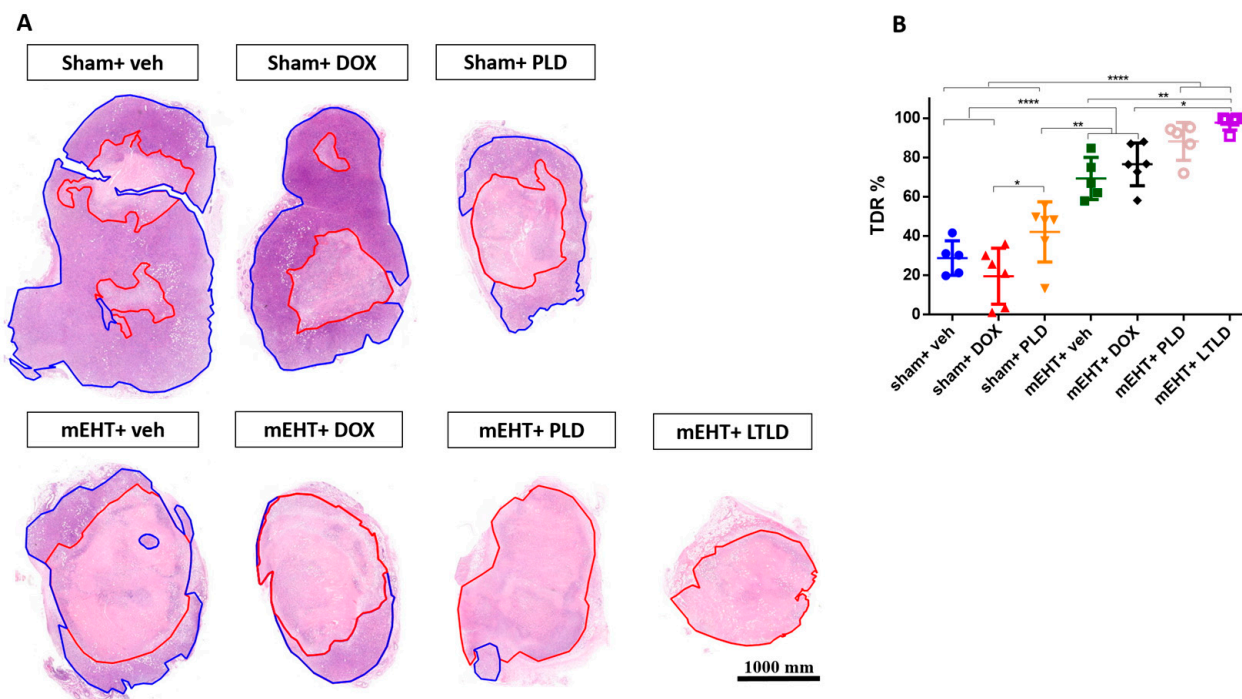 A
B
Sham+ veh
Sham+ DOX
Sham+ PLD
mEHT+ veh
mEHT+ DOX
mEHT+ PLD
mEHT+ LTLD
1000 mm
****
**
****
*
**
*
TDR %
100
80
60
40
20
0
sham+ veh
sham+ DOX
sham+ PLD
mEHT+ veh
mEHT+ DOX
mEHT+ PLD
mEHT+ LTLD